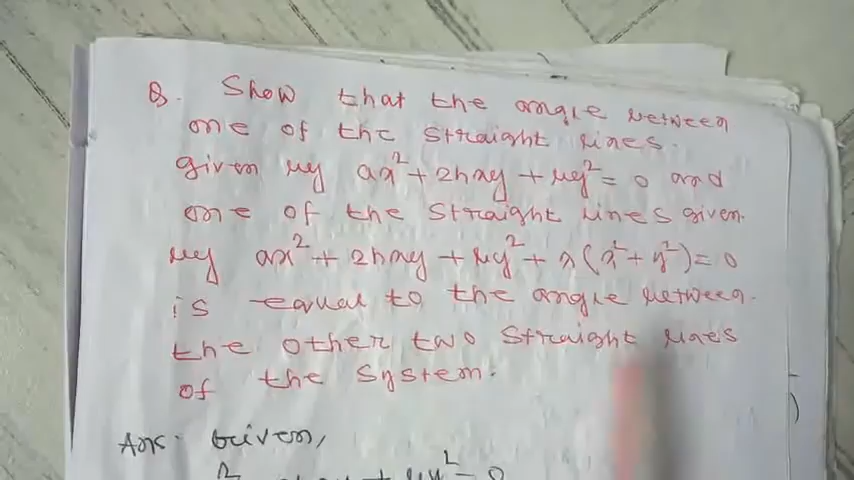 Q. Show that the angle between
one of the straight lines.
given by ax²+2hxy+by²=0 and
one of the straight lines given.
by ax²+2hxy+by²+λ(x²+y²)=0
is equal to the angle between.
the other two straight lines
of the system.
Ans. Given,